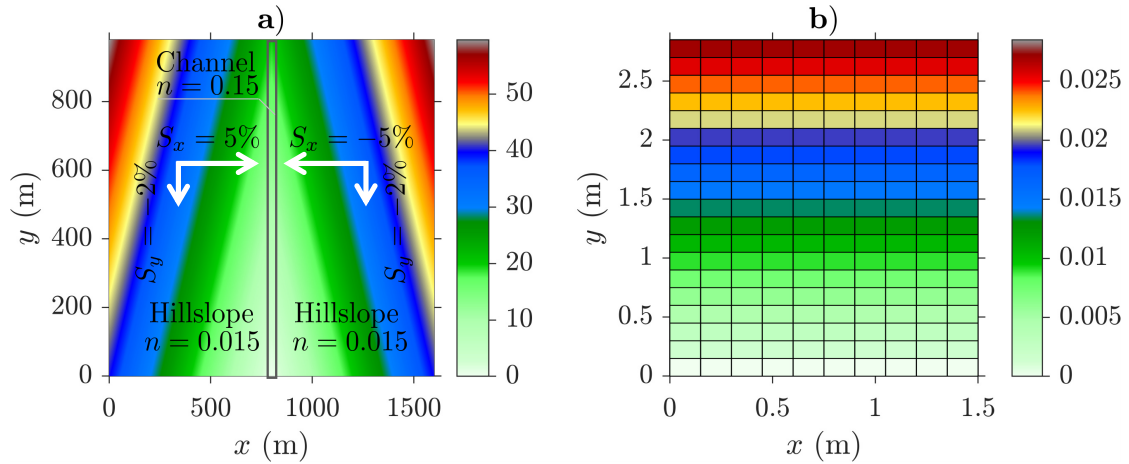 a)
Channel
n = 0.15
S_x = 5%
S_x = −5%
S_y = −2%
S_y = −2%
Hillslope
n = 0.015
Hillslope
n = 0.015
0
200
400
600
800
y (m)
0
500
1000
1500
x (m)
0
10
20
30
40
50
b)
0
0.5
1
1.5
2
2.5
y (m)
0
0.5
1
1.5
x (m)
0
0.005
0.01
0.015
0.02
0.025